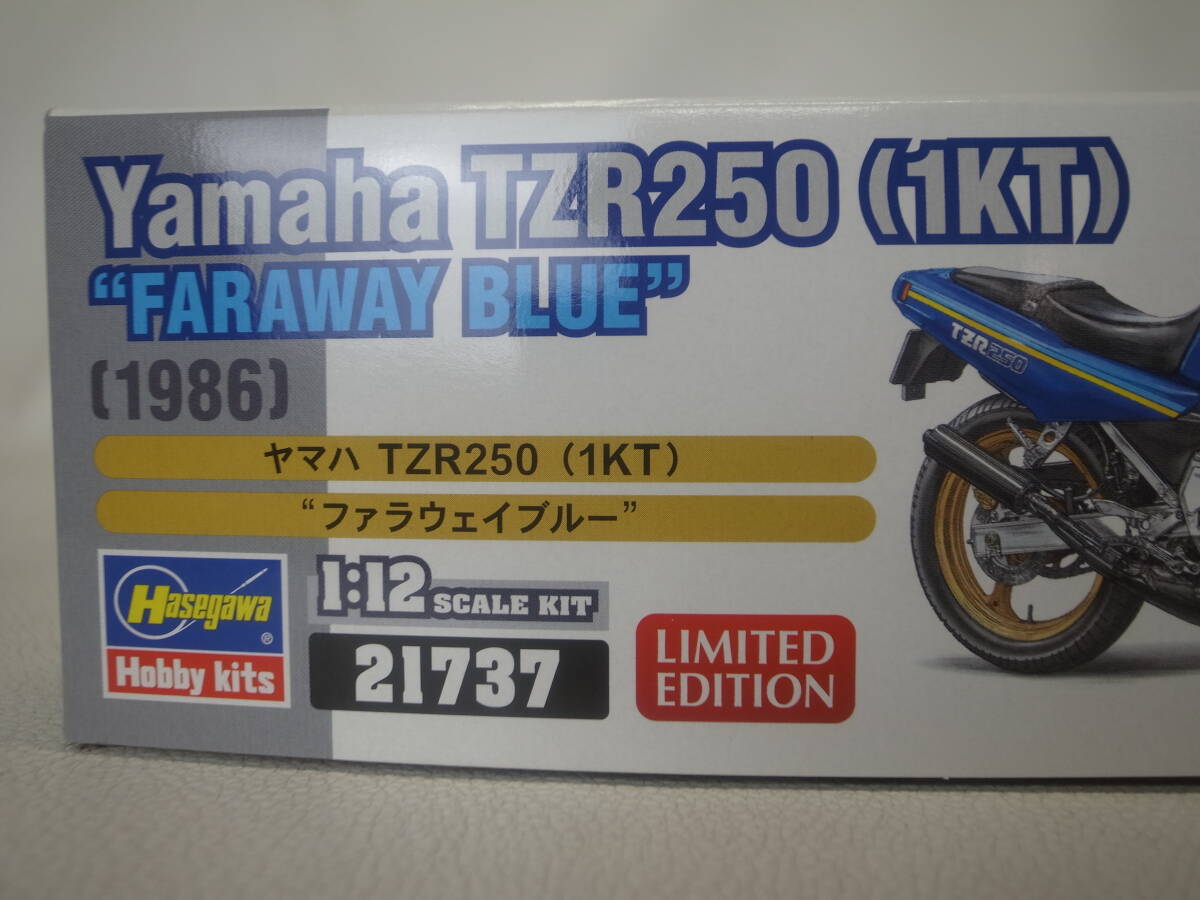 Yamaha TZR250 (1KT)
“FARAWAY BLUE”
(1986)
TZR250
ヤマハ TZR250 (1KT)
“ファラウェイブルー”
Hasegawa ®
Hobby kits
1:12 SCALE KIT
21737
LIMITED
EDITION